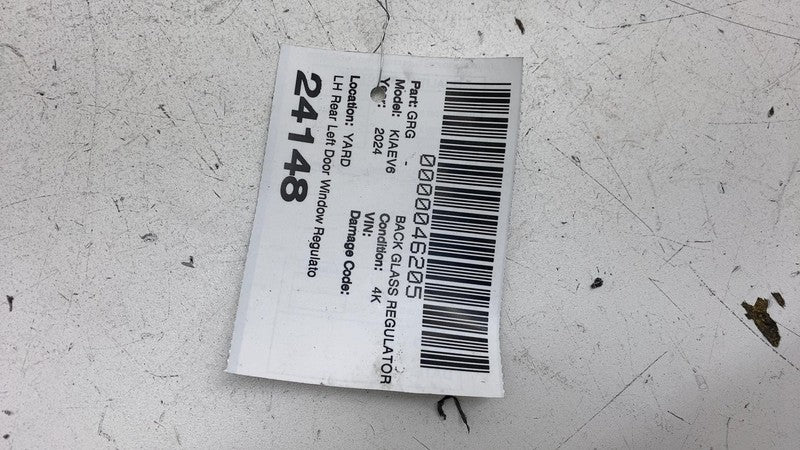 0000046205
Part: GRG - BACK GLASS REGULATOR
Model: KIAEV6 Condition: 4K
Year: 2024 VIN:
Location: YARD Damage Code:
LH Rear Left Door Window Regulato
24148